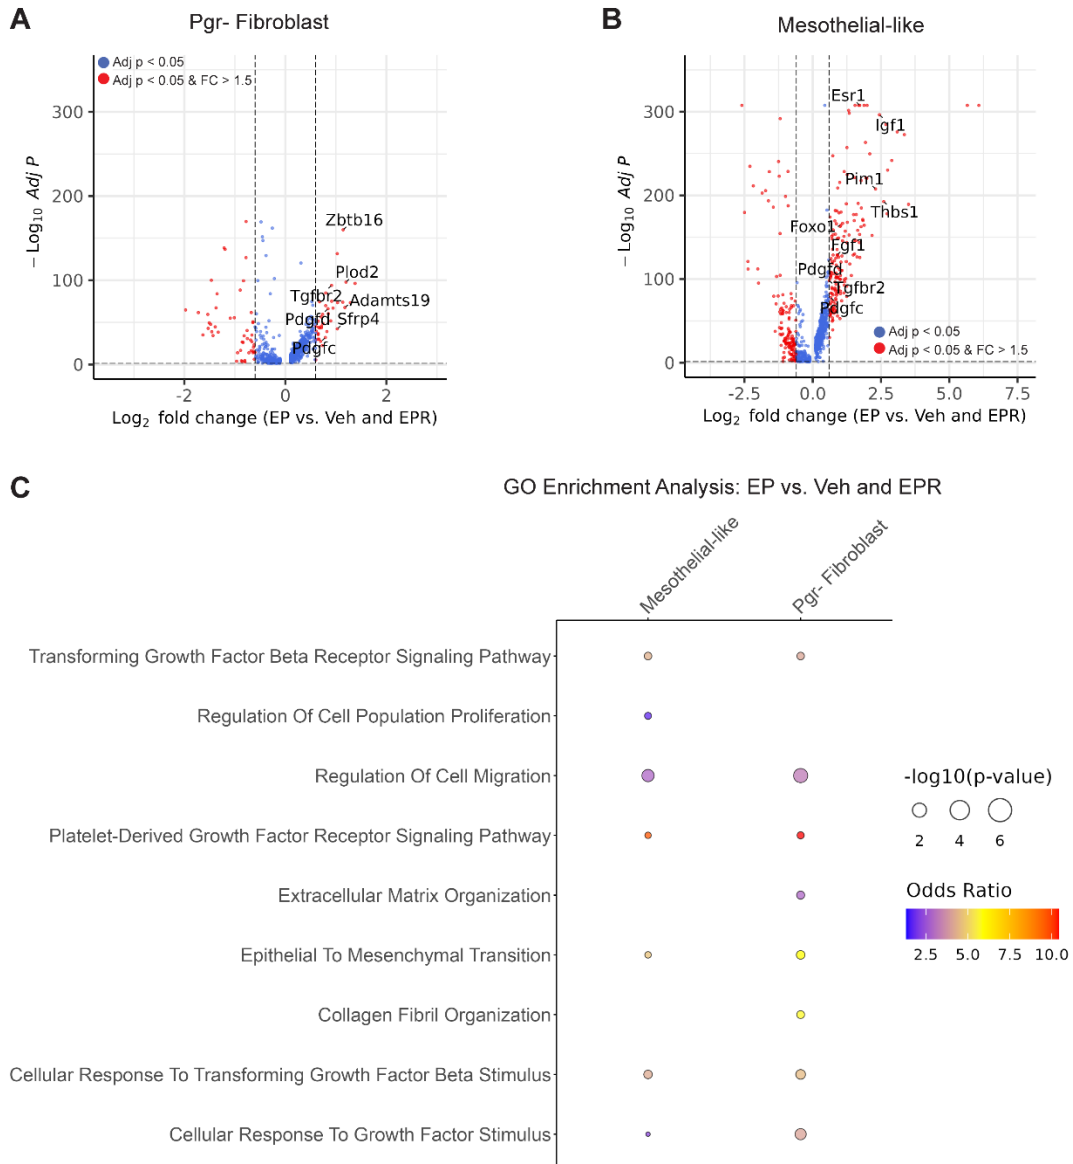 A
Pgr- Fibroblast
Adj p < 0.05
Adj p < 0.05 & FC > 1.5
300
200
100
0
− Log10 Adj P
Zbtb16
Plod2
Tgfbr2
Adamts19
Pdgfd
Sfrp4
Pdgfc
-2
0
2
Log2 fold change (EP vs. Veh and EPR)
B
Mesothelial-like
300
200
100
0
− Log10 Adj P
Esr1
Igf1
Pim1
Thbs1
Foxo1
Fgf1
Pdgfd
Tgfbr2
Pdgfc
Adj p < 0.05
Adj p < 0.05 & FC > 1.5
-2.5
0.0
2.5
5.0
7.5
Log2 fold change (EP vs. Veh and EPR)
C
GO Enrichment Analysis: EP vs. Veh and EPR
Mesothelial-like
Pgr- Fibroblast
Transforming Growth Factor Beta Receptor Signaling Pathway
Regulation Of Cell Population Proliferation
Regulation Of Cell Migration
Platelet-Derived Growth Factor Receptor Signaling Pathway
Extracellular Matrix Organization
Epithelial To Mesenchymal Transition
Collagen Fibril Organization
Cellular Response To Transforming Growth Factor Beta Stimulus
Cellular Response To Growth Factor Stimulus
-log10(p-value)
2 4 6
Odds Ratio
2.5 5.0 7.5 10.0